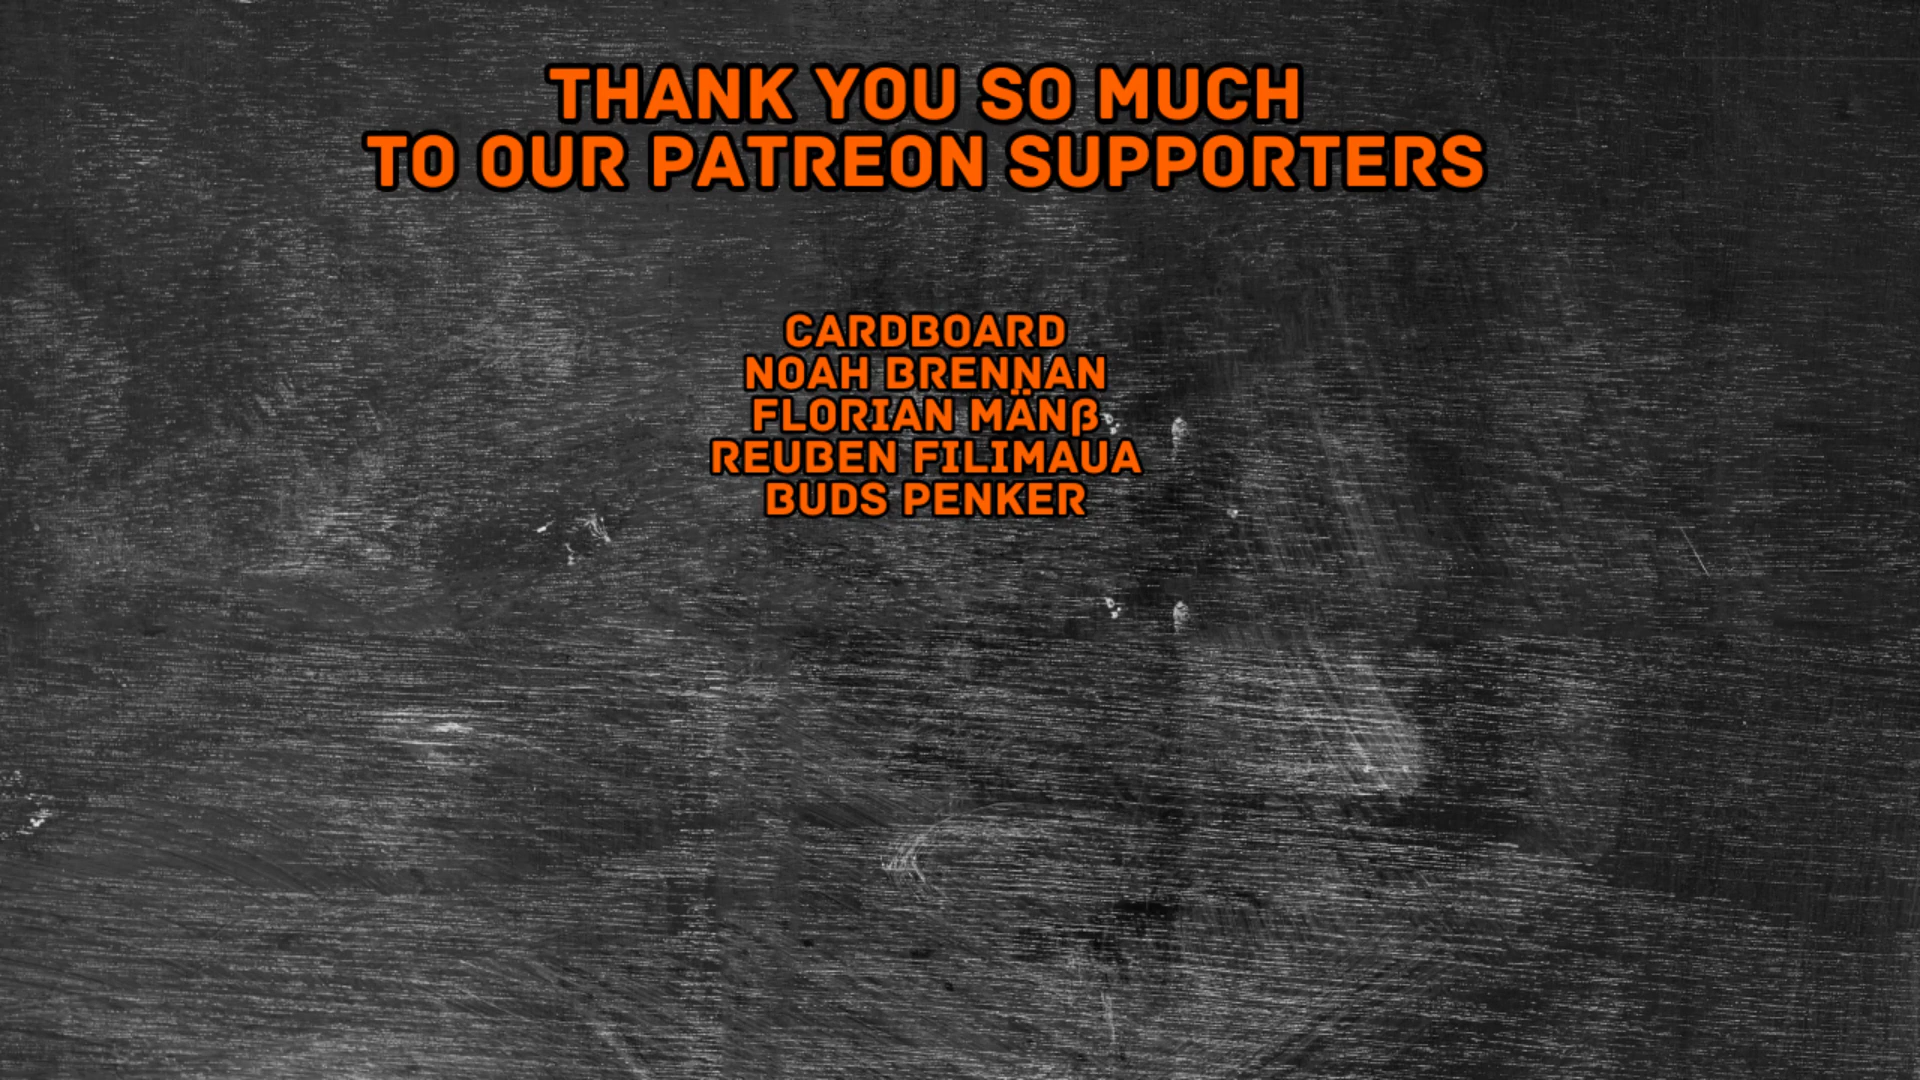 THANK YOU SO MUCH
TO OUR PATREON SUPPORTERS
CARDBOARD
NOAH BRENNAN
FLORIAN MÄNß
REUBEN FILIMAUA
BUDS PENKER